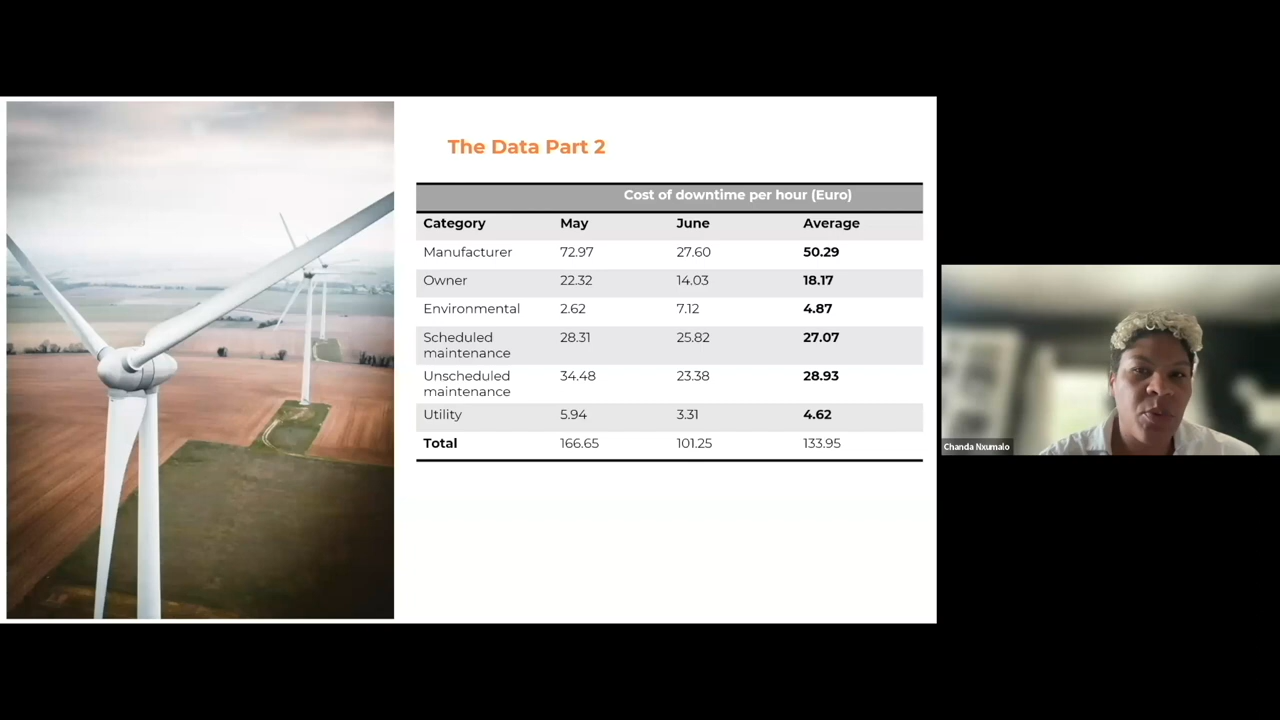 The Data Part 2
Cost of downtime per hour (Euro)
Category May June Average
Manufacturer 72.97 27.60 50.29
Owner 22.32 14.03 18.17
Environmental 2.62 7.12 4.87
Scheduled maintenance 28.31 25.82 27.07
Unscheduled maintenance 34.48 23.38 28.93
Utility 5.94 3.31 4.62
Total 166.65 101.25 133.95
Chanda Nxumalo